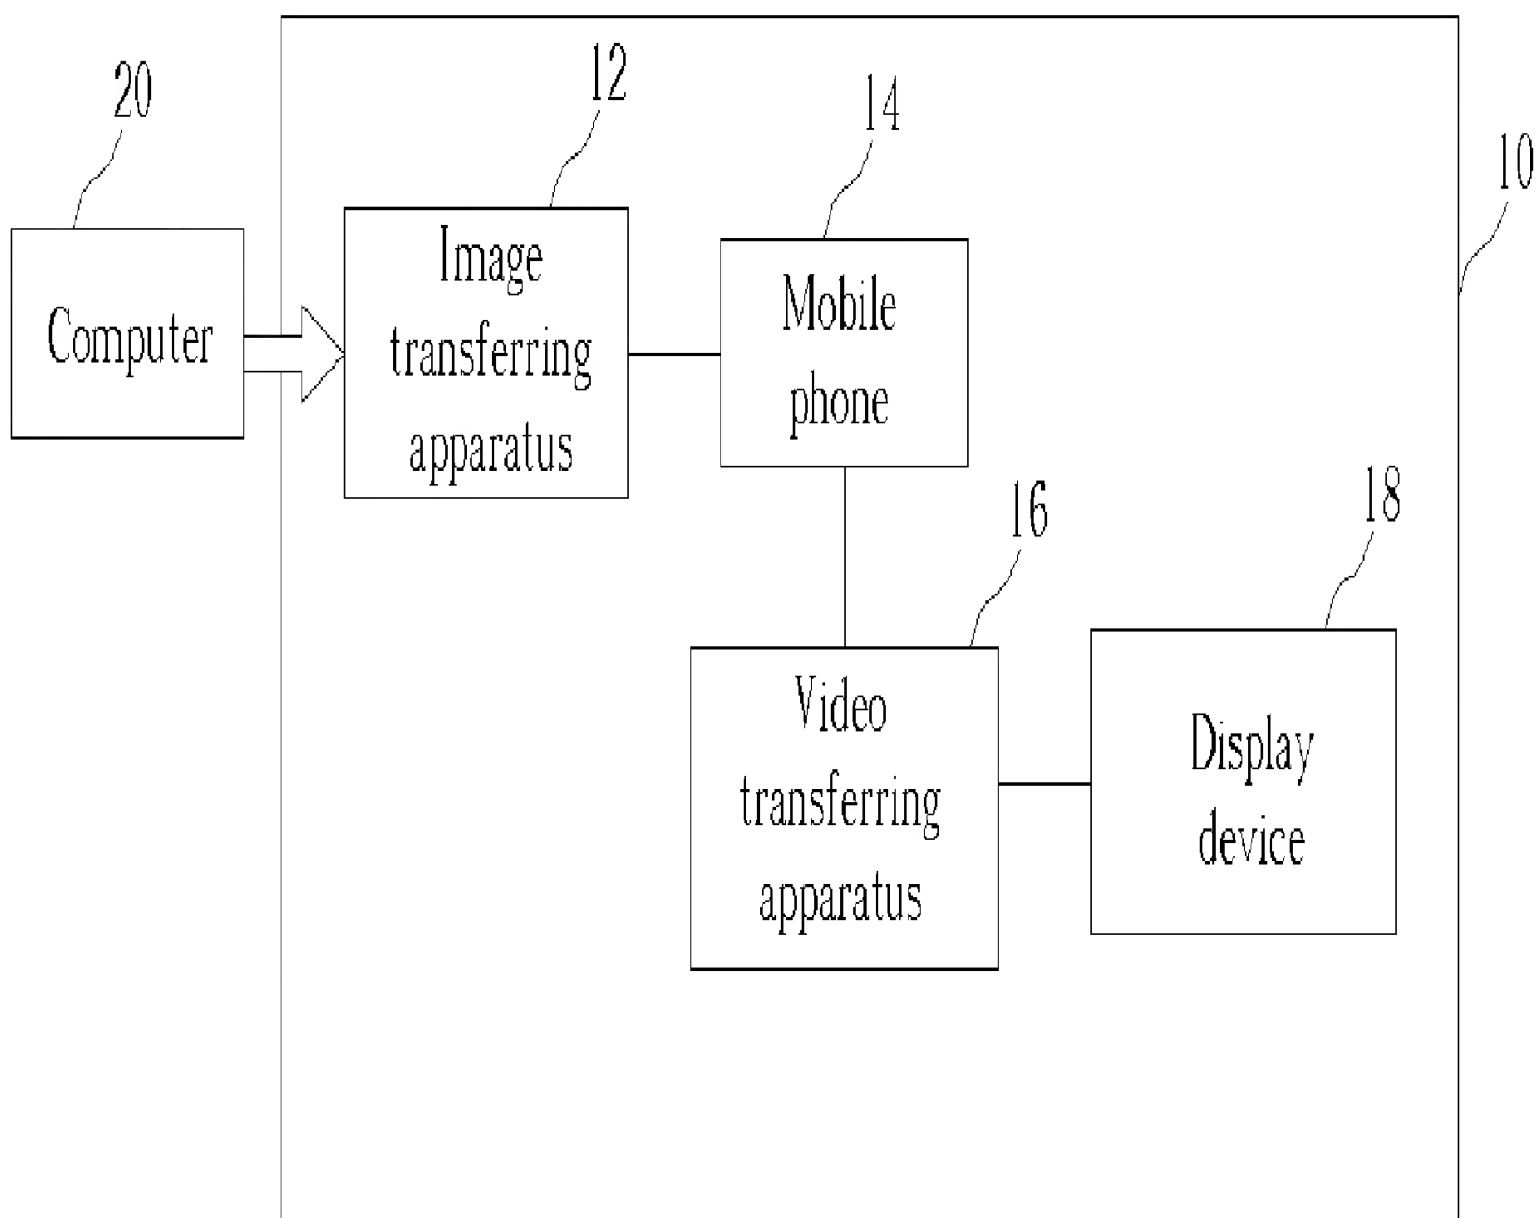 20
12
14
10
Computer
Image
transferring
apparatus
Mobile
phone
16
18
Video
transferring
apparatus
Display
device